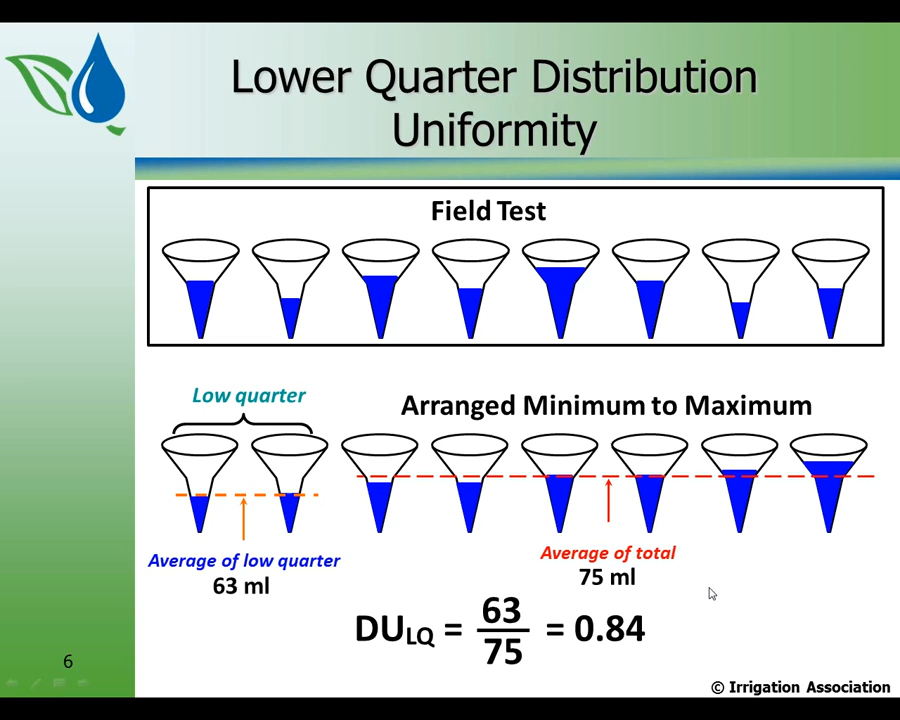 Lower Quarter Distribution
Uniformity
Field Test
Low quarter
Arranged Minimum to Maximum
Average of low quarter
63 ml
Average of total
75 ml
DULQ = 63/75 = 0.84
6
© Irrigation Association